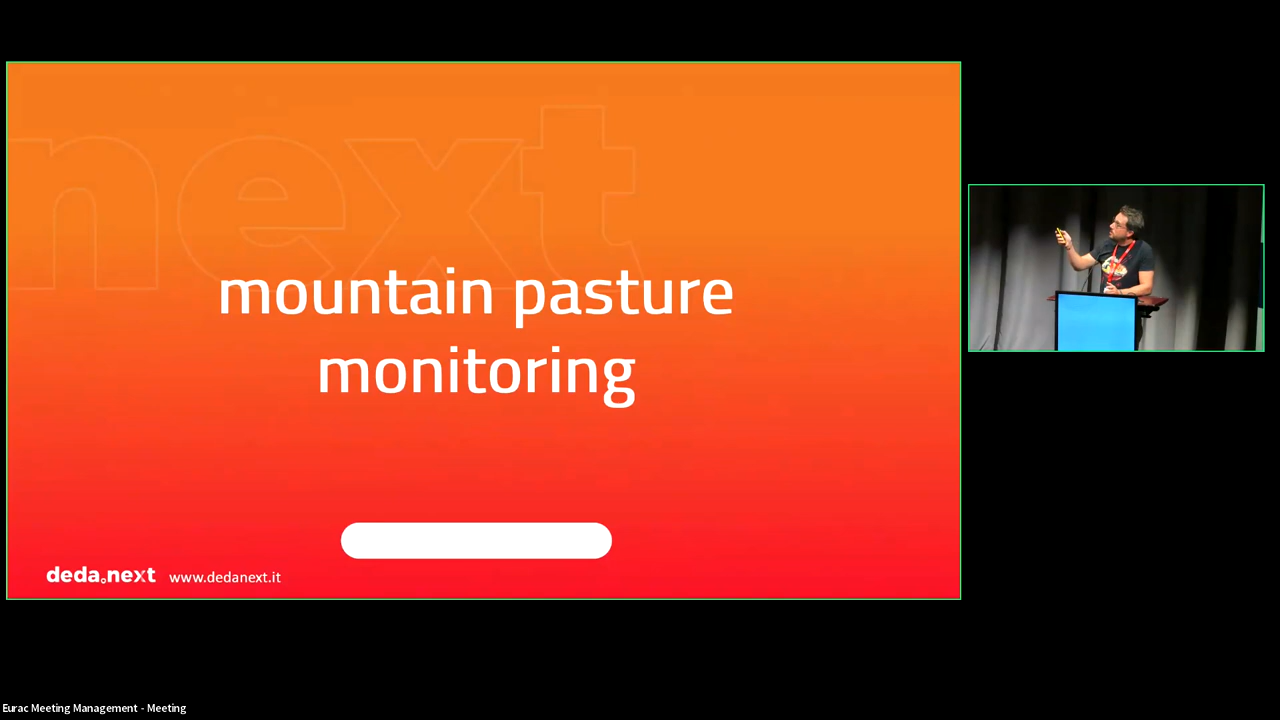 next
mountain pasture
monitoring
deda.next www.dedanext.it
Eurac Meeting Management - Meeting